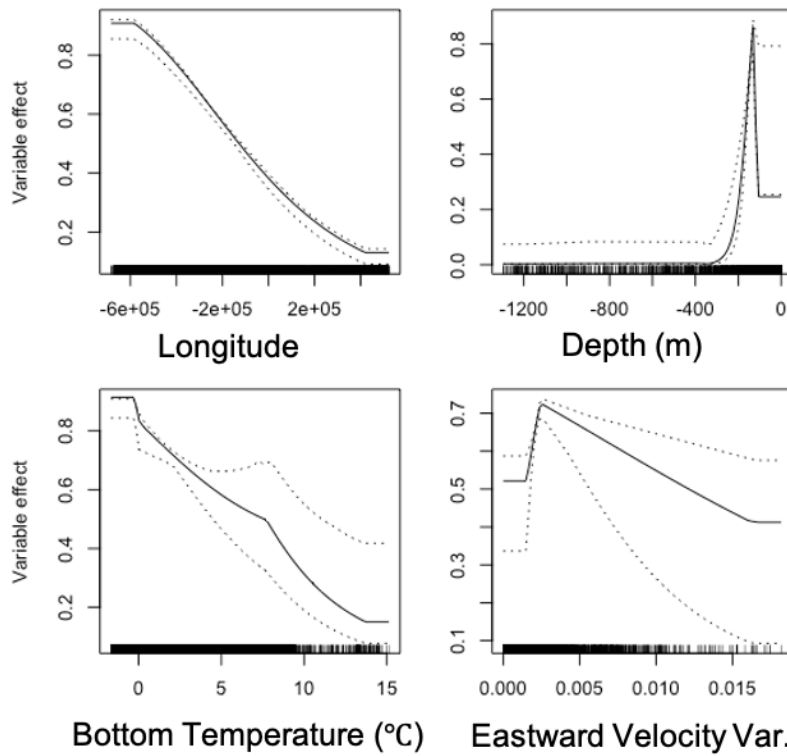 Variable effect
0.8
0.6
0.4
0.2
-6e+05 -2e+05 2e+05
Longitude
0.8
0.6
0.4
0.2
0.0
-1200 -800 -400 0
Depth (m)
Variable effect
0.8
0.6
0.4
0.2
0 5 10 15
Bottom Temperature (℃)
0.7
0.5
0.3
0.1
0.000 0.005 0.010 0.015
Eastward Velocity Var.